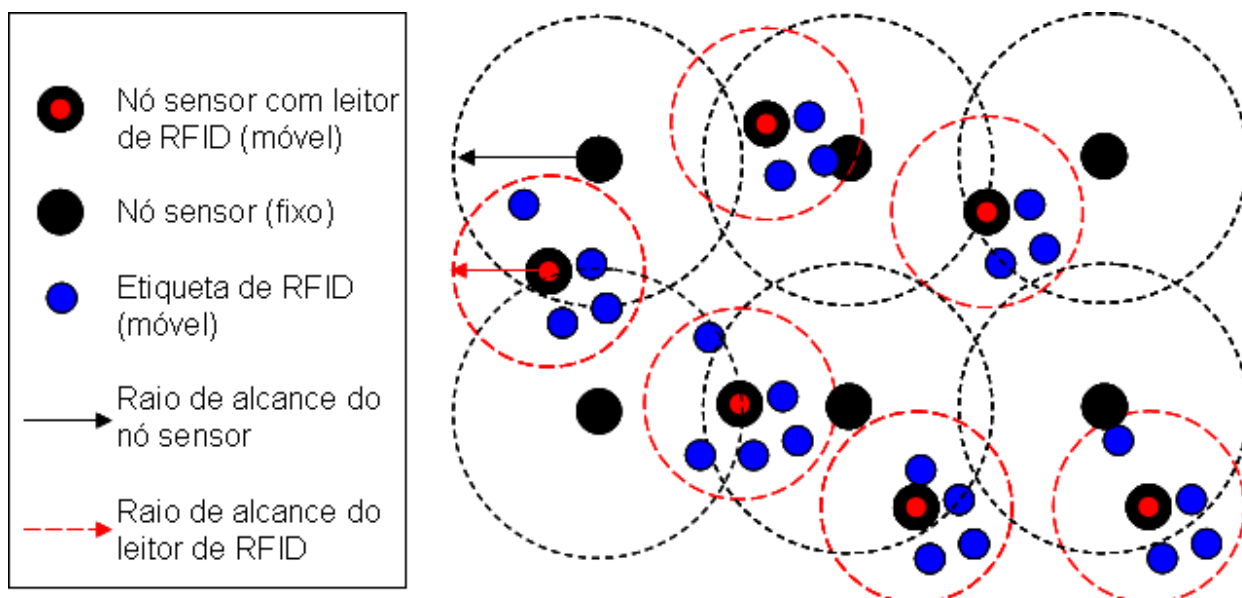 Nó sensor com leitor
de RFID (móvel)
Nó sensor (fixo)
Etiqueta de RFID
(móvel)
Raio de alcance do
nó sensor
Raio de alcance do
leitor de RFID